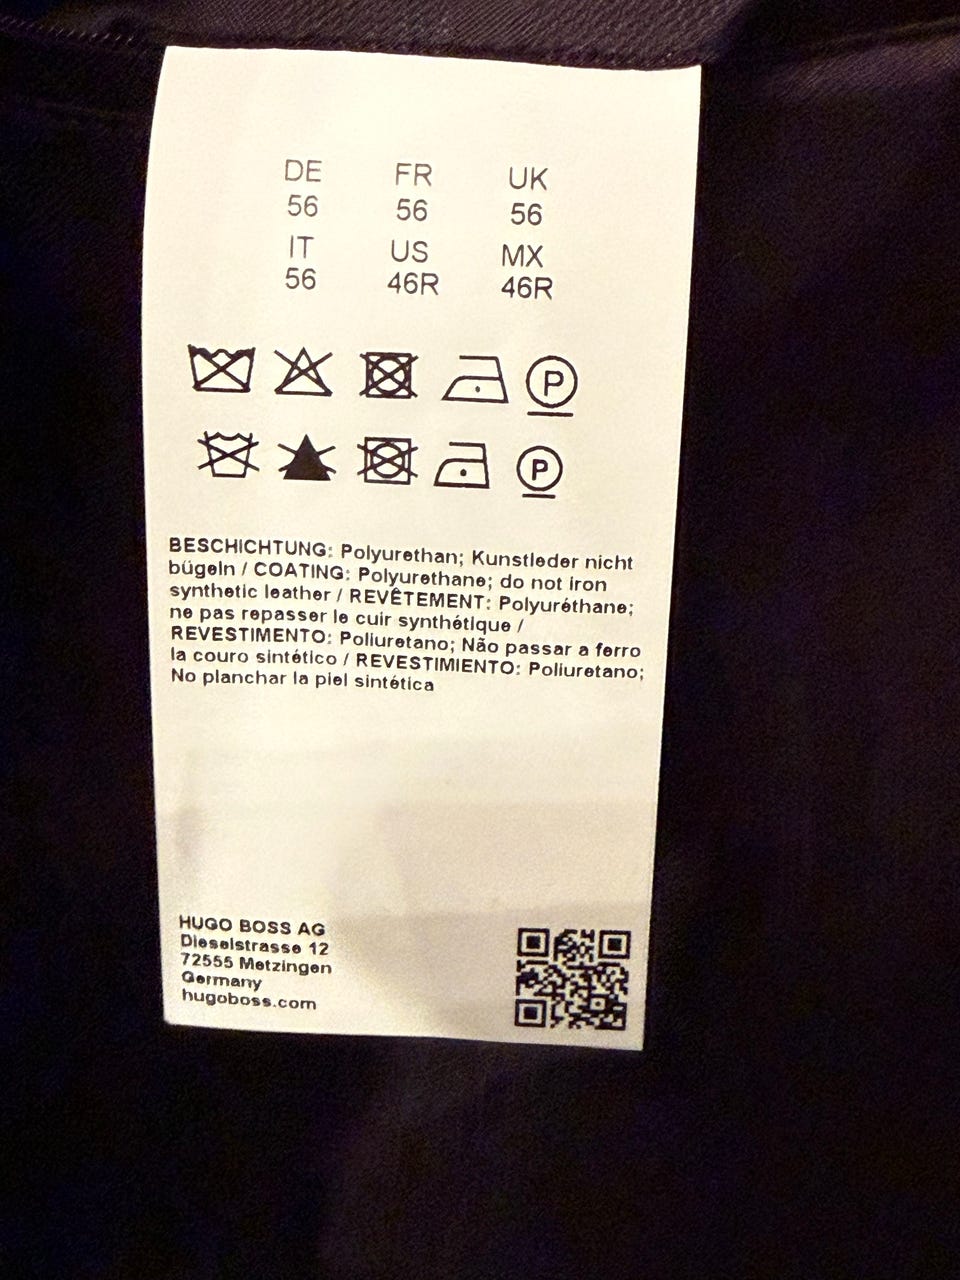 DE FR UK
56 56 56
IT US MX
56 46R 46R
P
P
BESCHICHTUNG: Polyurethan; Kunstleder nicht
bügeln / COATING: Polyurethane; do not iron
synthetic leather / REVÊTEMENT: Polyuréthane;
ne pas repasser le cuir synthétique /
REVESTIMENTO: Poliuretano; Não passar a ferro
la couro sintético / REVESTIMIENTO: Poliuretano;
No planchar la piel sintética
HUGO BOSS AG
Dieselstrasse 12
72555 Metzingen
Germany
hugoboss.com